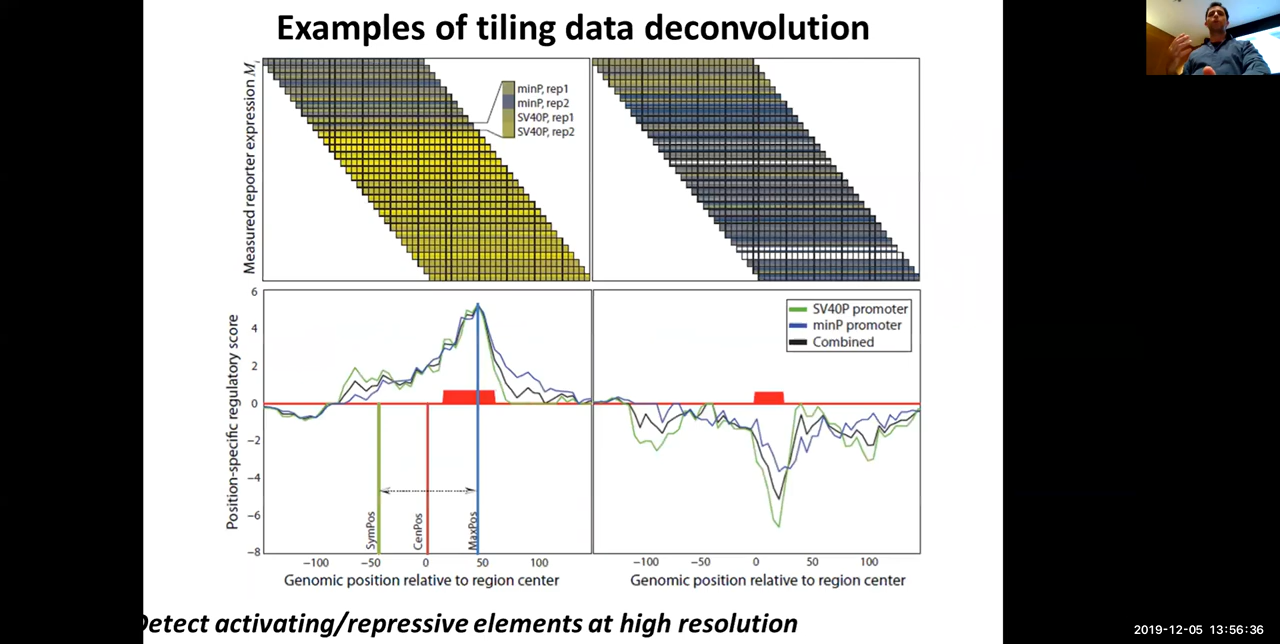 Examples of tiling data deconvolution
Measured reporter expression Mi
minP, rep1
minP, rep2
SV40P, rep1
SV40P, rep2
Position-specific regulatory score
6
4
2
0
−2
−4
−6
−8
SymPos
CenPos
MaxPos
SV40P promoter
minP promoter
Combined
−100 −50 0 50 100
−100 −50 0 50 100
Genomic position relative to region center
Genomic position relative to region center
Detect activating/repressive elements at high resolution
2019-12-05 13:56:36